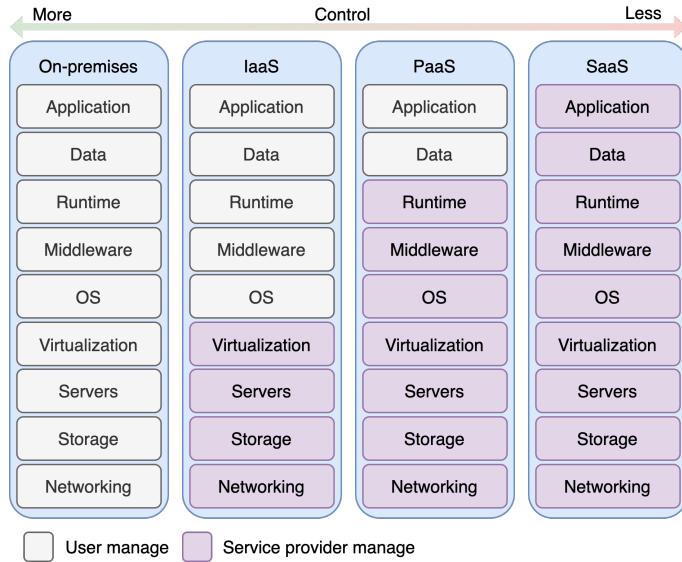 More Control Less
On-premises IaaS PaaS SaaS
Application Application Application Application
Data Data Data Data
Runtime Runtime Runtime Runtime
Middleware Middleware Middleware Middleware
OS OS OS OS
Virtualization Virtualization Virtualization Virtualization
Servers Servers Servers Servers
Storage Storage Storage Storage
Networking Networking Networking Networking
User manage Service provider manage